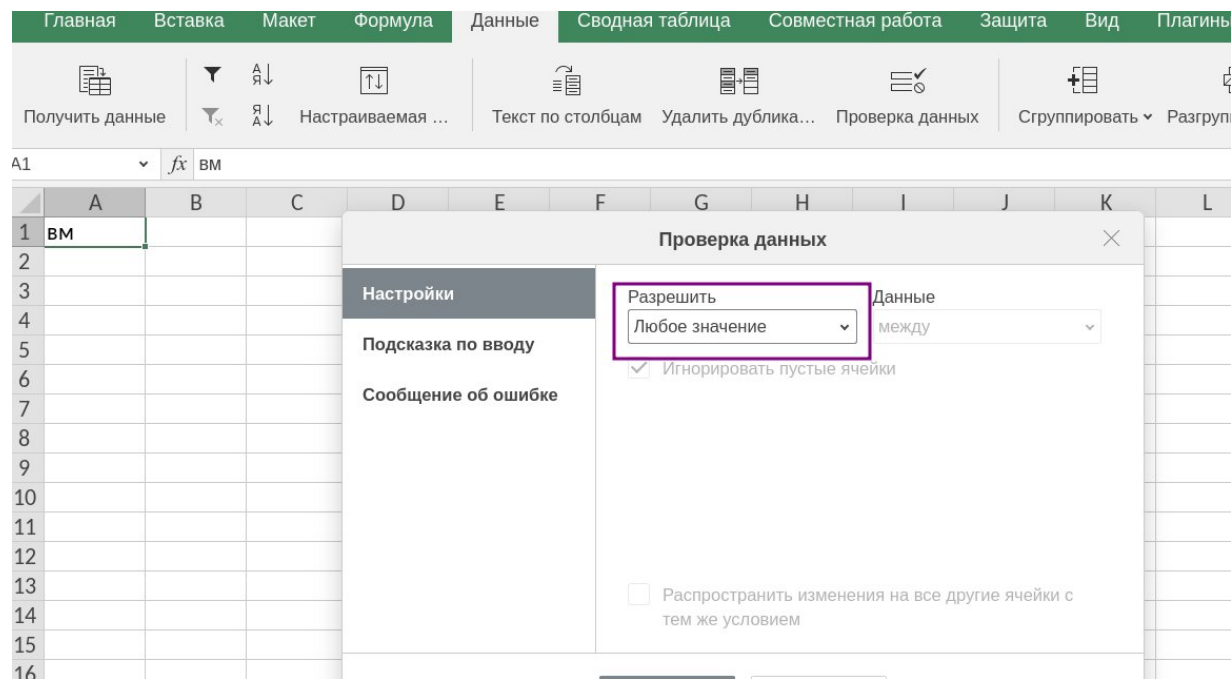 Главная Вставка Макет Формула Данные Сводная таблица Совместная работа Защита Вид Плагины
А Я
Я А
Получить данные Настраиваемая ... Текст по столбцам Удалить дублика... Проверка данных Сгруппировать
A1 fx вм
A B C D E F G H I J K L
1 вм
2
3
4
5
6
7
8
9
10
11
12
13
14
15
16
Проверка данных
Настройки
Подсказка по вводу
Сообщение об ошибке
Разрешить Данные
Любое значение между
Игнорировать пустые ячейки
Распространить изменения на все другие ячейки с
тем же условием